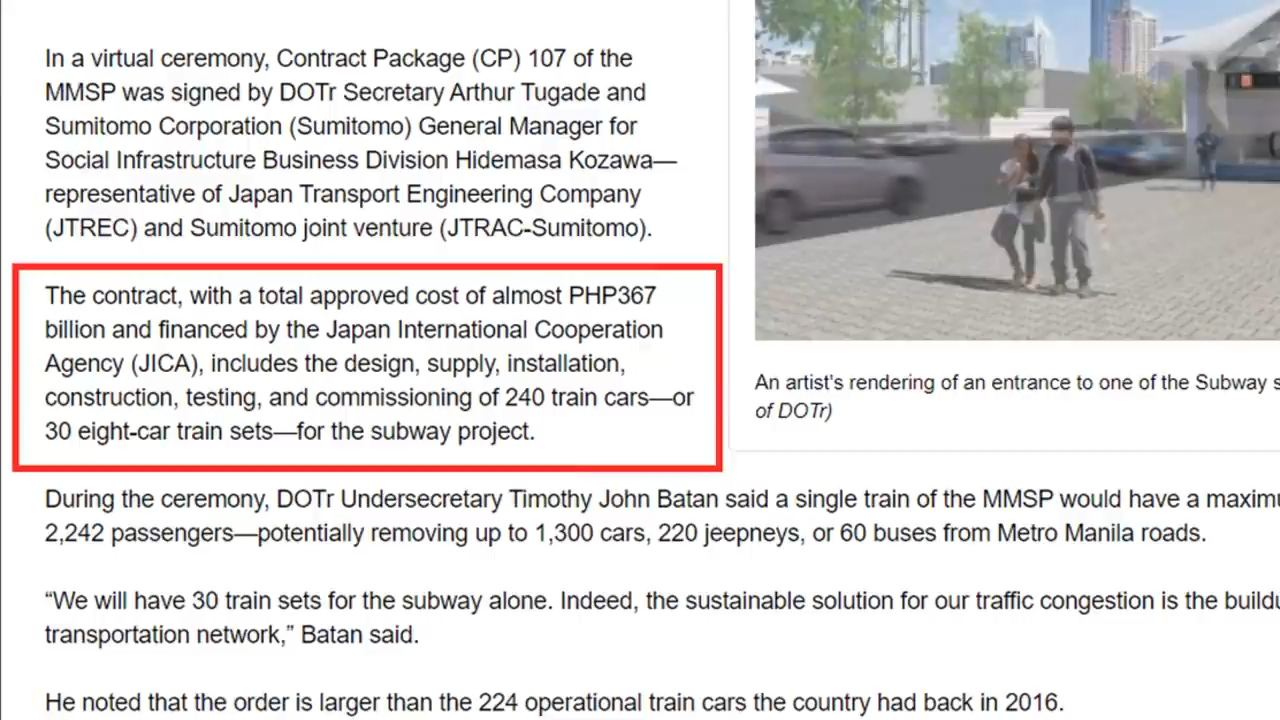 In a virtual ceremony, Contract Package (CP) 107 of the
MMSP was signed by DOTr Secretary Arthur Tugade and
Sumitomo Corporation (Sumitomo) General Manager for
Social Infrastructure Business Division Hidemasa Kozawa—
representative of Japan Transport Engineering Company
(JTREC) and Sumitomo joint venture (JTRAC-Sumitomo).
The contract, with a total approved cost of almost PHP367
billion and financed by the Japan International Cooperation
Agency (JICA), includes the design, supply, installation,
construction, testing, and commissioning of 240 train cars—or
30 eight-car train sets—for the subway project.
An artist's rendering of an entrance to one of the Subway
of DOTr)
During the ceremony, DOTr Undersecretary Timothy John Batan said a single train of the MMSP would have a
2,242 passengers—potentially removing up to 1,300 cars, 220 jeepneys, or 60 buses from Metro Manila roads.
“We will have 30 train sets for the subway alone. Indeed, the sustainable solution for our traffic congestion is the
transportation network,” Batan said.
He noted that the order is larger than the 224 operational train cars the country had back in 2016.